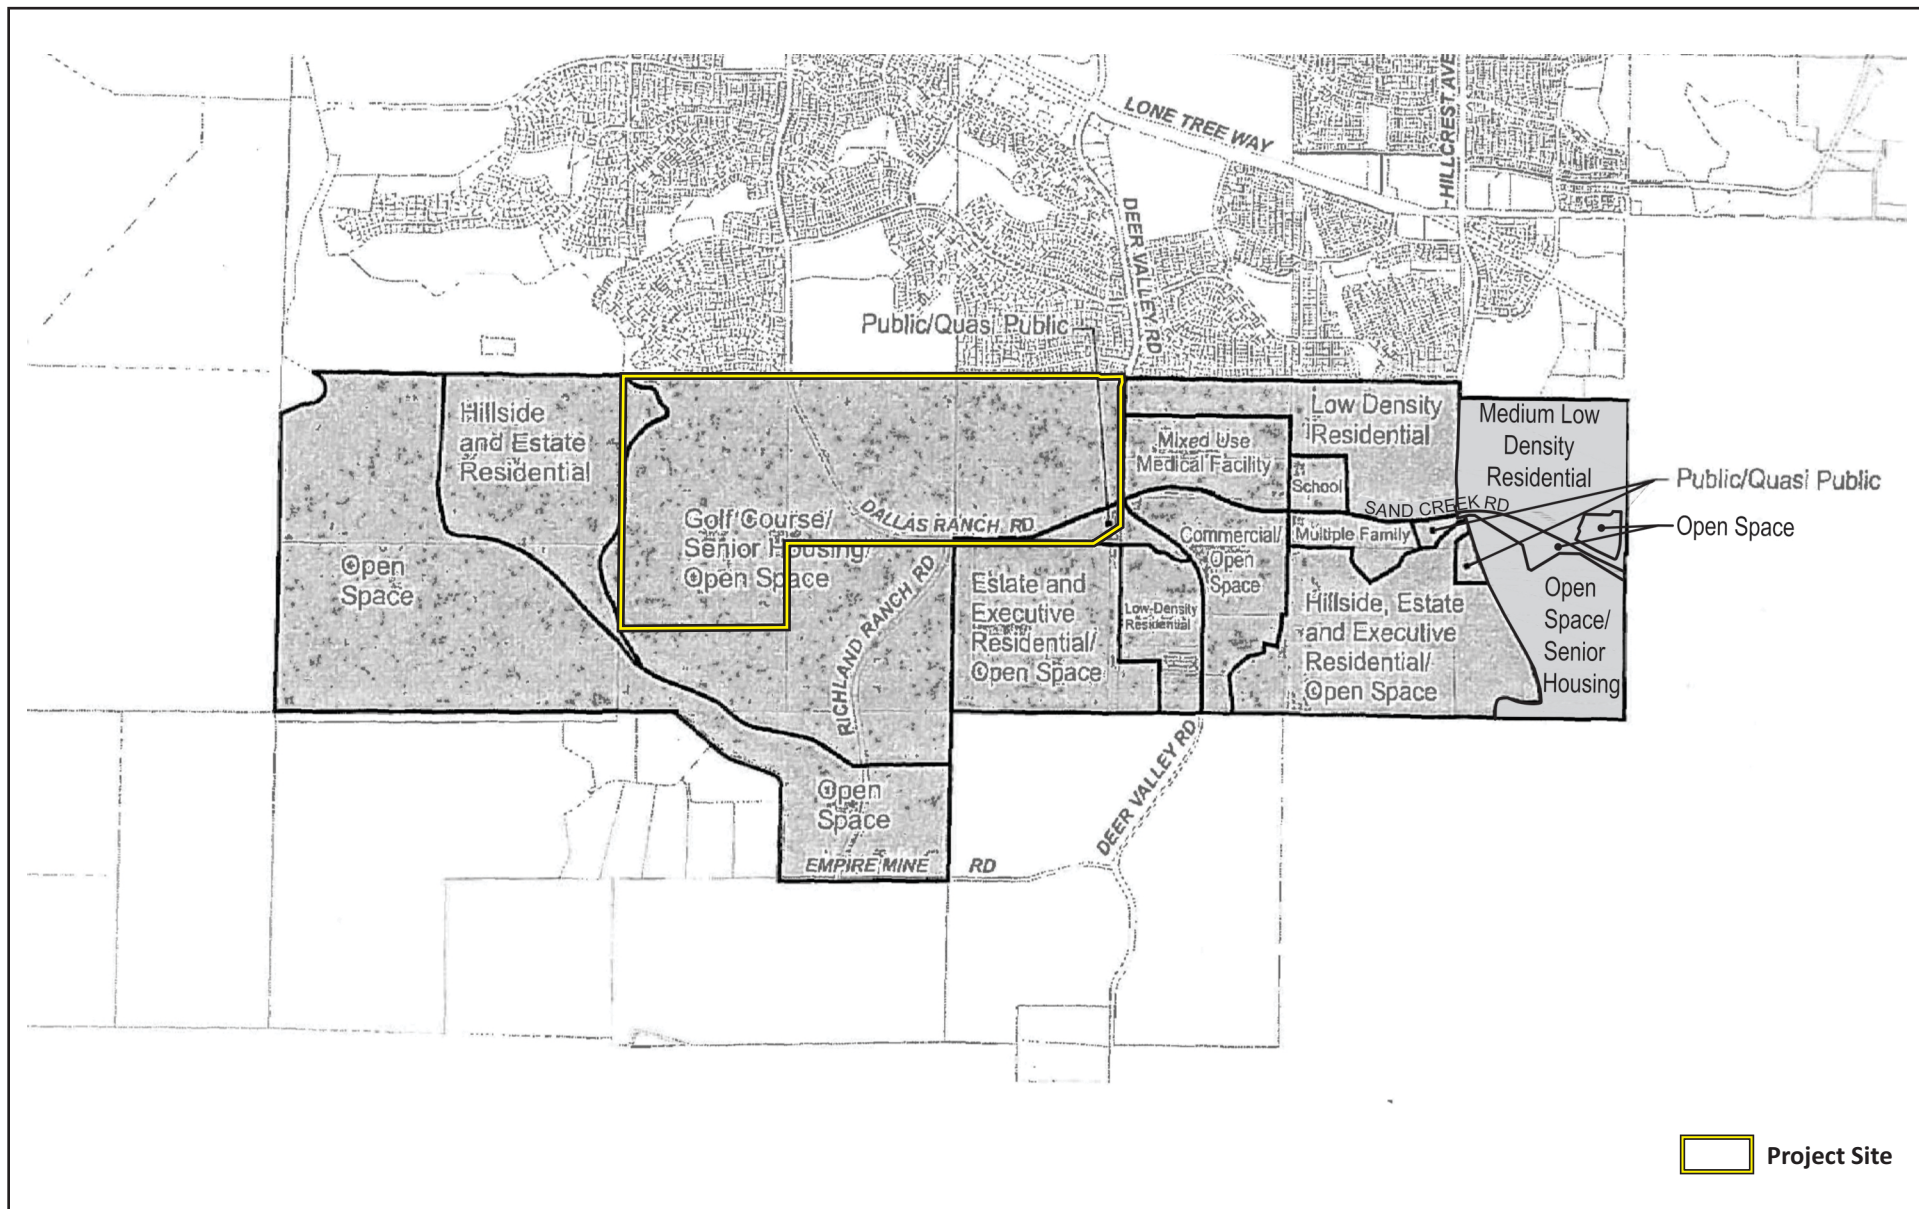 LONE TREE WAY
HILLCREST AVE
DEER VALLEY RD
Public/Quasi Public
Hillside
and Estate
Residential
Low Density
Residential
Medium Low
Density
Residential
Mixed Use
Medical Facility
School
Public/Quasi Public
SAND CREEK RD
Open Space
Golf Course/
Senior Housing/
Open Space
DALLAS RANCH RD
Commercial/
Open
Space
Multiple Family
Open
Space
RICHLAND RANCH RD
Estate and
Executive
Residential/
Open Space
Low-Density
Residential
Hillside, Estate
and Executive
Residential/
Open Space
Open
Space/
Senior
Housing
DEER VALLEY RD
Open
Space
EMPIRE MINE RD
Project Site